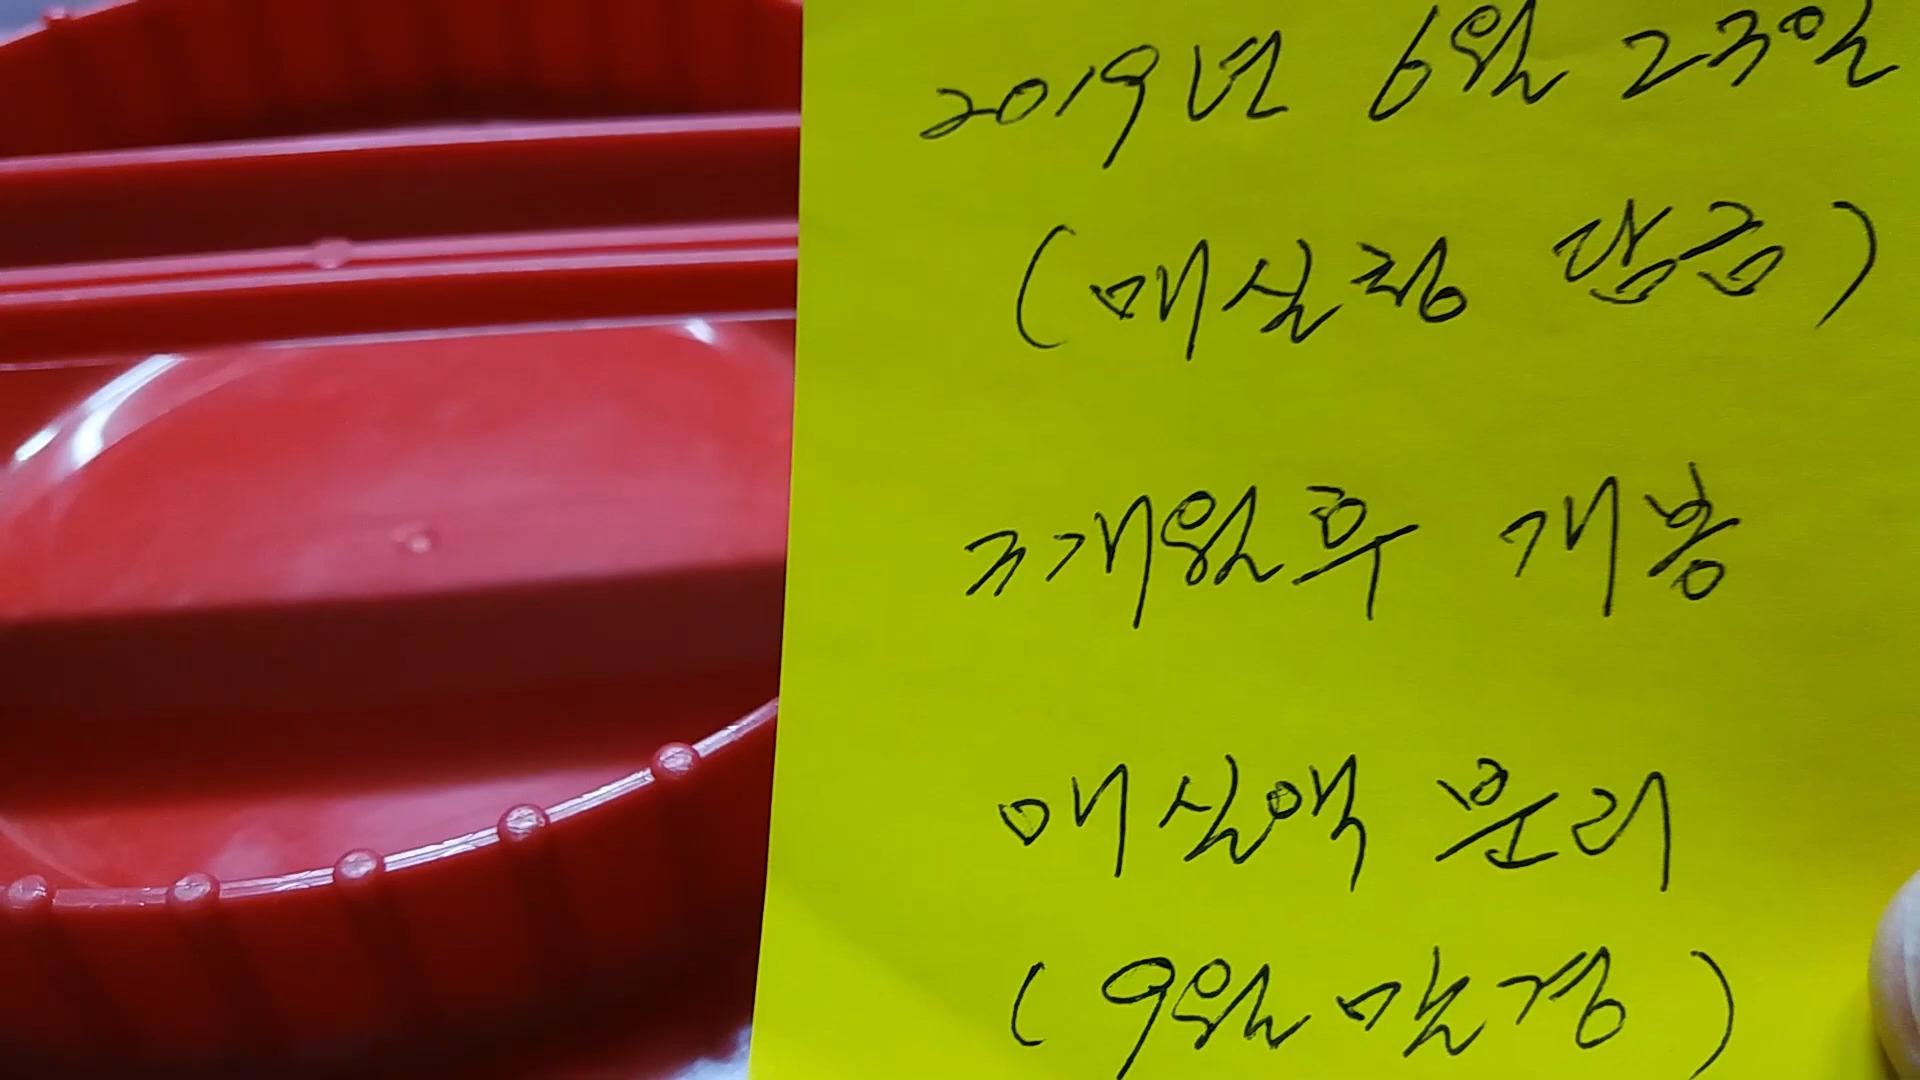 2019년 6월 23일
(매실청 담금)
3개월후 개봉
매실액 분리
(9월말경)